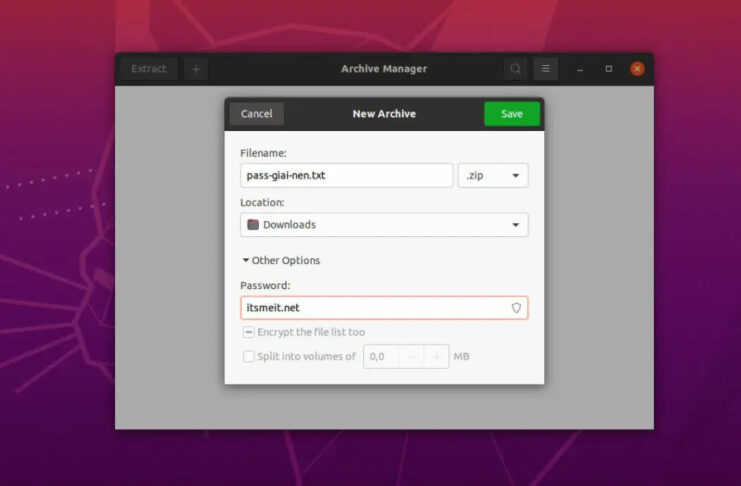 Extract + Archive Manager
Cancel New Archive Save
Filename:
pass-giai-nen.txt .zip
Location:
Downloads
Other Options
Password:
itsmeit.net
Encrypt the file list too
Split into volumes of 0,0 - + MB